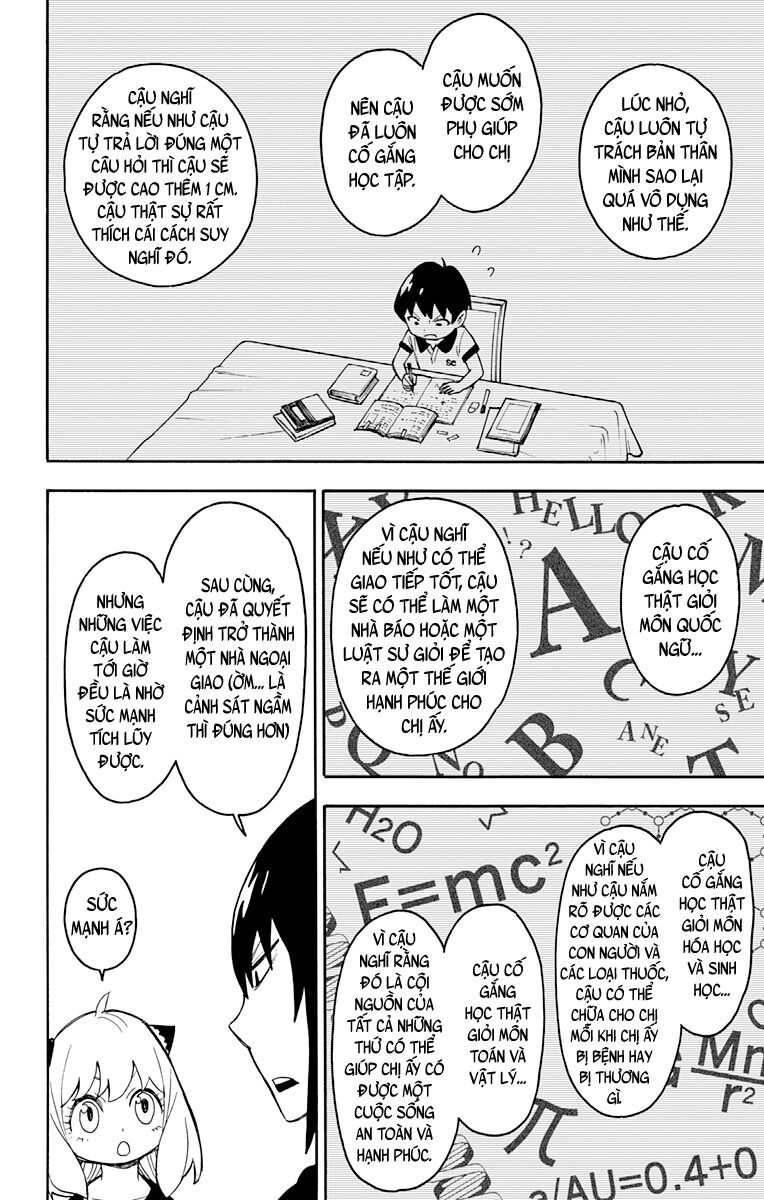 LÚC NHỎ,
CẬU LUÔN TỰ
TRÁCH BẢN THÂN
MÌNH SAO LẠI
QUÁ VÔ DỤNG
NHƯ THẾ.
CẬU MUỐN
ĐƯỢC SỚM
PHỤ GIÚP
CHO CHỊ
NÊN CẬU
ĐÃ LUÔN
CỐ GẮNG
HỌC TẬP.
CẬU NGHĨ
RẰNG NẾU NHƯ CẬU
TỰ TRẢ LỜI ĐÚNG MỘT
CÂU HỎI THÌ CẬU SẼ
ĐƯỢC CAO THÊM 1 CM.
CẬU THẬT SỰ RẤT
THÍCH CÁI CÁCH SUY
NGHĨ ĐÓ.
SC
HELLO
!?
A
B
C
ANE
SE
NO
CẬU CỐ
GẮNG HỌC
THẬT GIỎI
MÔN QUỐC
NGỮ...
VÌ CẬU NGHĨ
NẾU NHƯ CÓ THỂ
GIAO TIẾP TỐT, CẬU
SẼ CÓ THỂ LÀM MỘT
NHÀ BÁO HOẶC MỘT
LUẬT SƯ GIỎI ĐỂ TẠO
RA MỘT THẾ GIỚI
HẠNH PHÚC CHO
CHỊ ẤY.
H2O
E=mc²
CẬU
CỐ GẮNG
HỌC THẬT
GIỎI MÔN
HÓA HỌC
VÀ SINH
HỌC...
VÌ CẬU
NGHĨ NẾU
NHƯ CẬU NẮM
RÕ ĐƯỢC CÁC
CƠ QUAN CỦA
CON NGƯỜI VÀ
CÁC LOẠI THUỐC,
CẬU CÓ THỂ
CHỮA CHO CHỊ
MỖI KHI CHỊ ẤY
BỊ BỆNH HAY
BỊ THƯƠNG
GÌ.
CẬU CỐ
GẮNG
HỌC THẬT
GIỎI MÔN
TOÁN VÀ
VẬT LÝ...
VÌ CẬU
NGHĨ RẰNG
ĐÓ LÀ CỘI
NGUỒN CỦA
TẤT CẢ NHỮNG
THỨ CÓ THỂ
GIÚP CHỊ ẤY CÓ
ĐƯỢC MỘT
CUỘC SỐNG
AN TOÀN VÀ
HẠNH PHÚC.
Mm
r²
π
a/AU=0.4+0
SAU CÙNG,
CẬU ĐÃ QUYẾT
ĐỊNH TRỞ THÀNH
MỘT NHÀ NGOẠI
GIAO (ỜM... LÀ
CẢNH SÁT NGẦM
THÌ ĐÚNG HƠN)
NHƯNG
NHỮNG VIỆC
CẬU LÀM
TỚI GIỜ
ĐỀU LÀ NHỜ
SỨC MẠNH
TÍCH LŨY
ĐƯỢC.
SỨC
MẠNH Á?